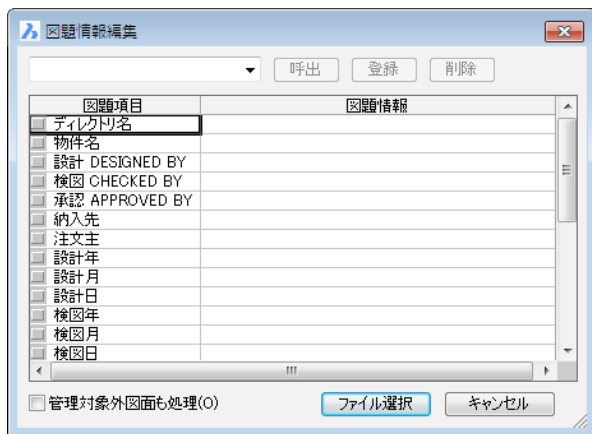 図題情報編集
呼出 登録 削除
図題項目 図題情報
ディレクトリ名
物件名
設計 DESIGNED BY
検図 CHECKED BY
承認 APPROVED BY
納入先
注文主
設計年
設計月
設計日
検図年
検図月
検図日
管理対象外図面も処理(O) ファイル選択 キャンセル